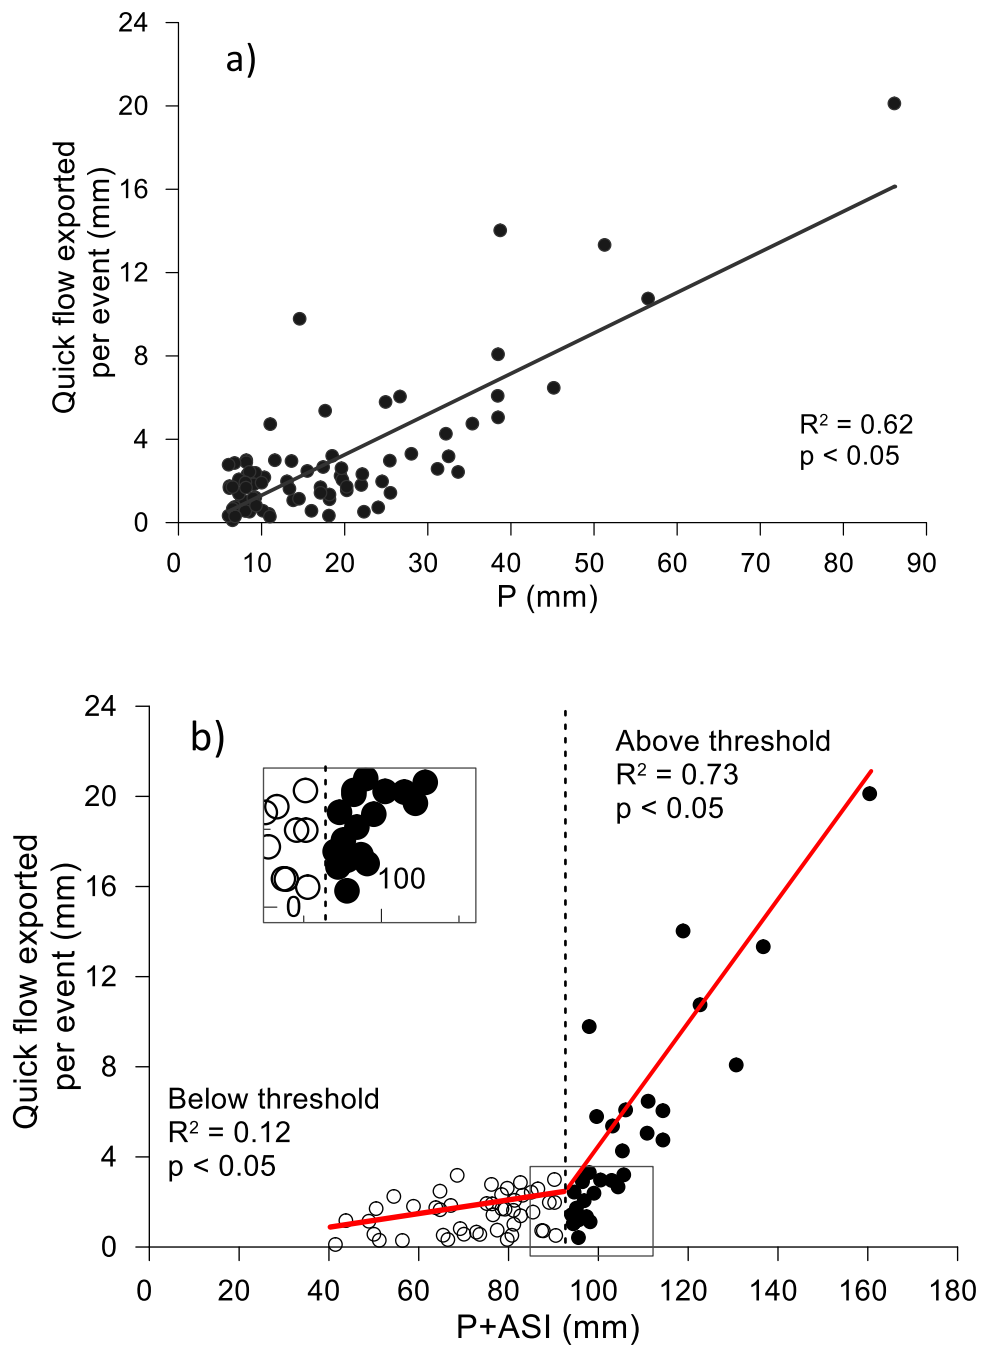 24
a)
20
16
12
8
4
0
Quick flow exported
per event (mm)
R² = 0.62
p < 0.05
0 10 20 30 40 50 60 70 80 90
P (mm)
24
b)
20
16
12
8
4
0
Quick flow exported
per event (mm)
Above threshold
R² = 0.73
p < 0.05
100
0
Below threshold
R² = 0.12
p < 0.05
0 20 40 60 80 100 120 140 160 180
P+ASI (mm)